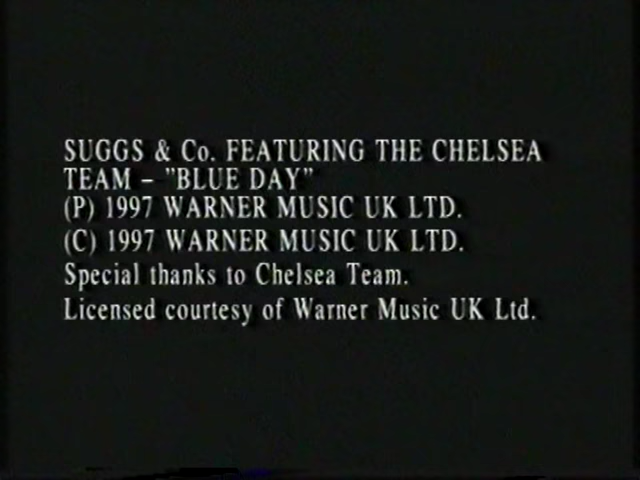 SUGGS & Co. FEATURING THE CHELSEA
TEAM – "BLUE DAY"
(P) 1997 WARNER MUSIC UK LTD.
(C) 1997 WARNER MUSIC UK LTD.
Special thanks to Chelsea Team.
Licensed courtesy of Warner Music UK Ltd.